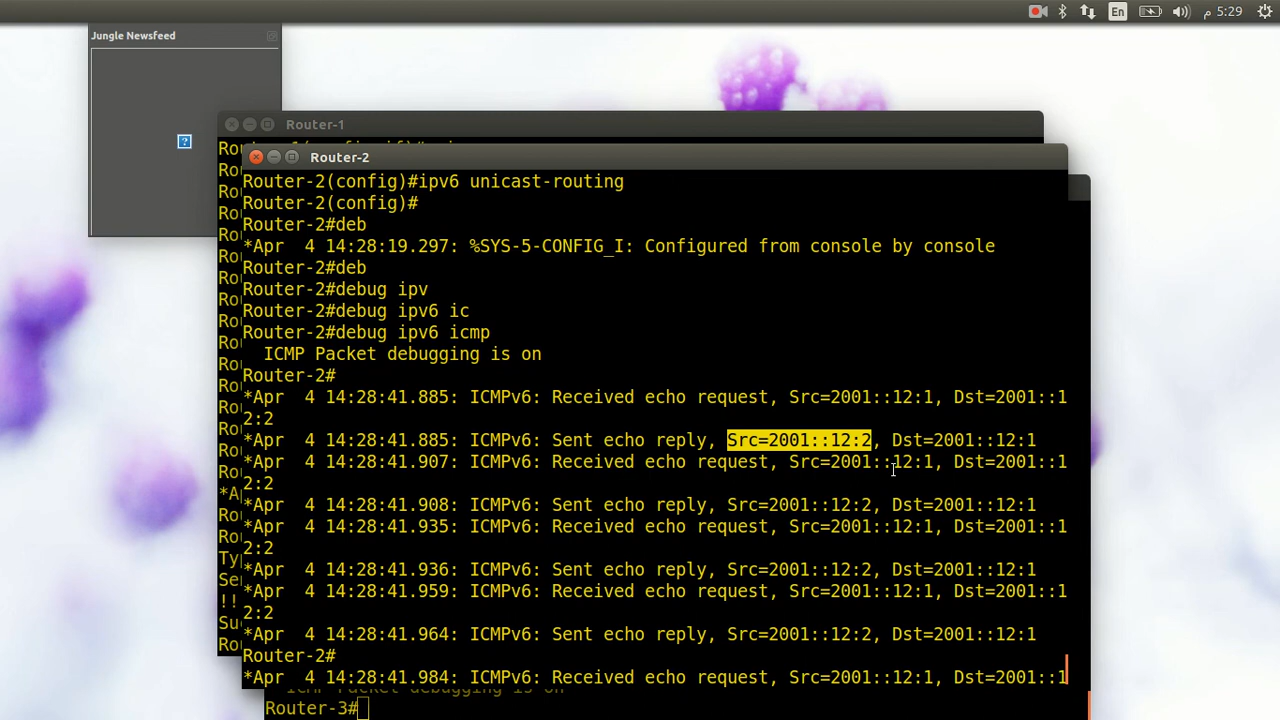 En
5:29 م
Jungle Newsfeed
Router-1
Router-2
Router-2(config)#ipv6 unicast-routing
Router-2(config)#
Router-2#deb
*Apr  4 14:28:19.297: %SYS-5-CONFIG_I: Configured from console by console
Router-2#deb
Router-2#debug ipv
Router-2#debug ipv6 ic
Router-2#debug ipv6 icmp
  ICMP Packet debugging is on
Router-2#
*Apr  4 14:28:41.885: ICMPv6: Received echo request, Src=2001::12:1, Dst=2001::1
2:2
*Apr  4 14:28:41.885: ICMPv6: Sent echo reply, Src=2001::12:2, Dst=2001::12:1
*Apr  4 14:28:41.907: ICMPv6: Received echo request, Src=2001::12:1, Dst=2001::1
2:2
*Apr  4 14:28:41.908: ICMPv6: Sent echo reply, Src=2001::12:2, Dst=2001::12:1
*Apr  4 14:28:41.935: ICMPv6: Received echo request, Src=2001::12:1, Dst=2001::1
2:2
*Apr  4 14:28:41.936: ICMPv6: Sent echo reply, Src=2001::12:2, Dst=2001::12:1
*Apr  4 14:28:41.959: ICMPv6: Received echo request, Src=2001::12:1, Dst=2001::1
2:2
*Apr  4 14:28:41.964: ICMPv6: Sent echo reply, Src=2001::12:2, Dst=2001::12:1
Router-2#
*Apr  4 14:28:41.984: ICMPv6: Received echo request, Src=2001::12:1, Dst=2001::1
ICMP Packet debugging is on
Router-3#